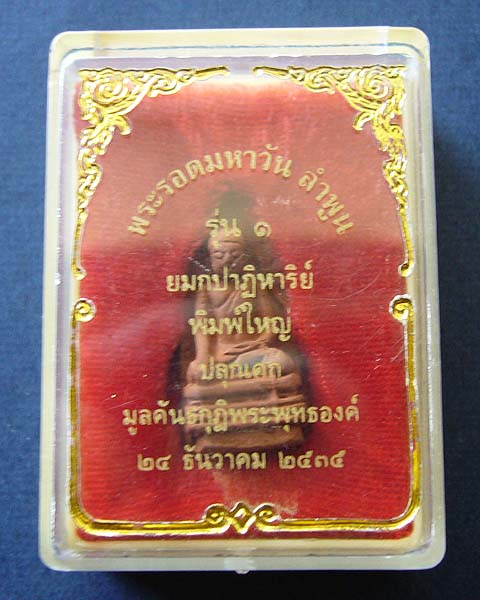 พระรอดมหาวัน ลำพูน
รุ่น ๑
ยมกปาฏิหาริย์
พิมพ์ใหญ่
ปลุกเสก
มูลคันธกุฎิพระพุทธองค์
๒๔ ธันวาคม ๒๕๓๕